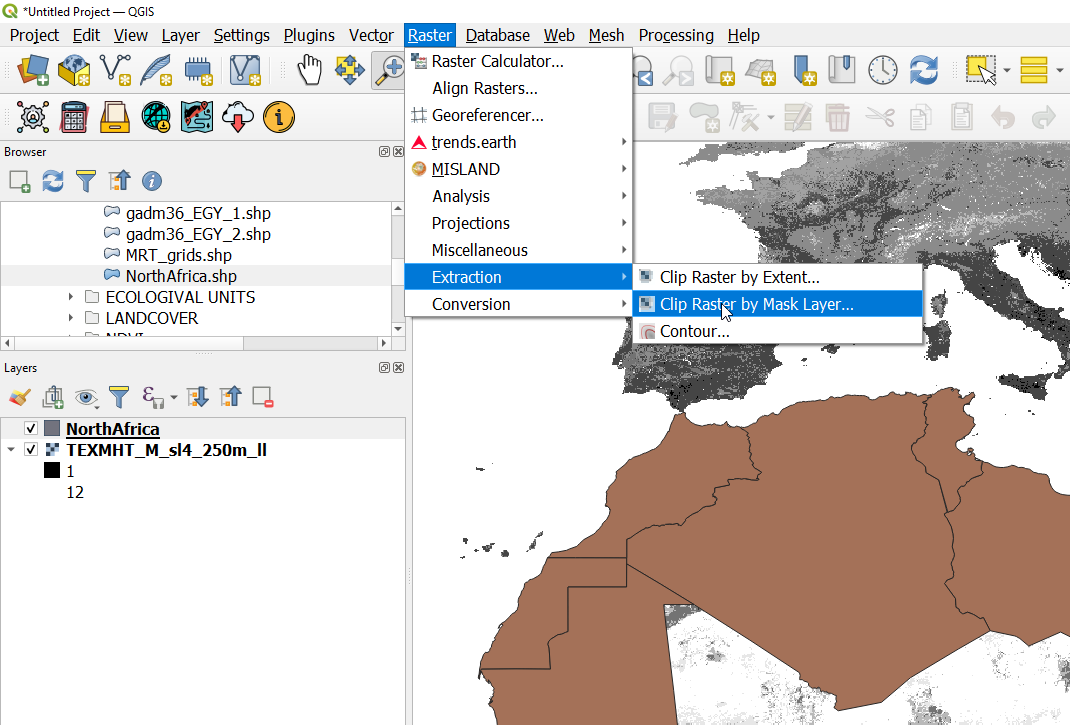 *Untitled Project — QGIS
Project Edit View Layer Settings Plugins Vector Raster Database Web Mesh Processing Help
Raster Calculator...
Align Rasters...
Georeferencer...
trends.earth
MISLAND
Analysis
Projections
Miscellaneous
Extraction
Conversion
Clip Raster by Extent...
Clip Raster by Mask Layer...
Contour...
Browser
gadm36_EGY_1.shp
gadm36_EGY_2.shp
MRT_grids.shp
NorthAfrica.shp
ECOLOGIVAL UNITS
LANDCOVER
NDVI
Layers
NorthAfrica
TEXMHT_M_sl4_250m_ll
1
12